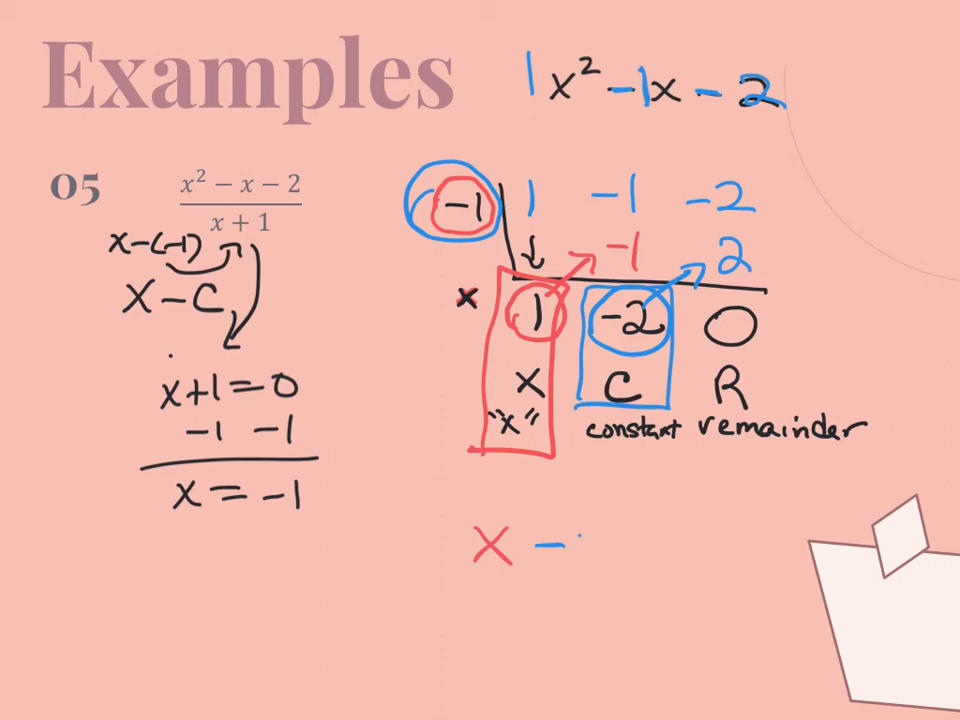 Examples
1x² -1x - 2
05
x² − x − 2
x + 1
-1 1 -1 -2
-1 2
x-(-1)
x-c
x 1 -2 0
x+1=0
-1 -1
x = -1
x c R
"x" constant remainder
x -